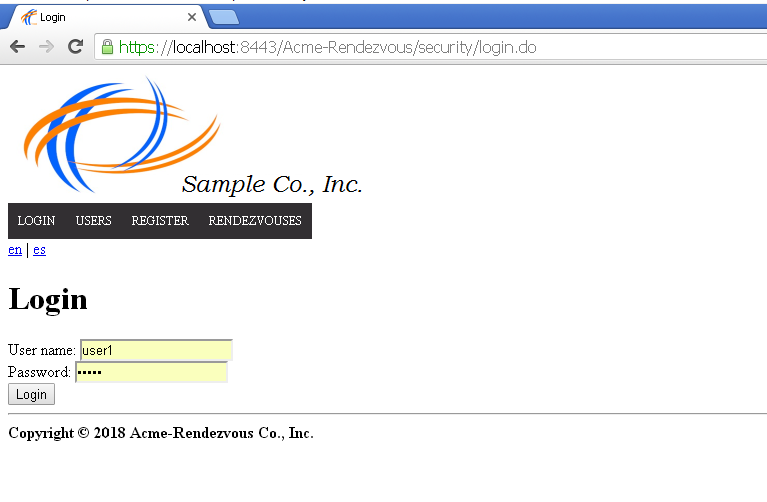 Login
https://localhost:8443/Acme-Rendezvous/security/login.do
Sample Co., Inc.
LOGIN USERS REGISTER RENDEZVOUSES
en | es
Login
User name: user1
Password: •••••
Login
Copyright © 2018 Acme-Rendezvous Co., Inc.